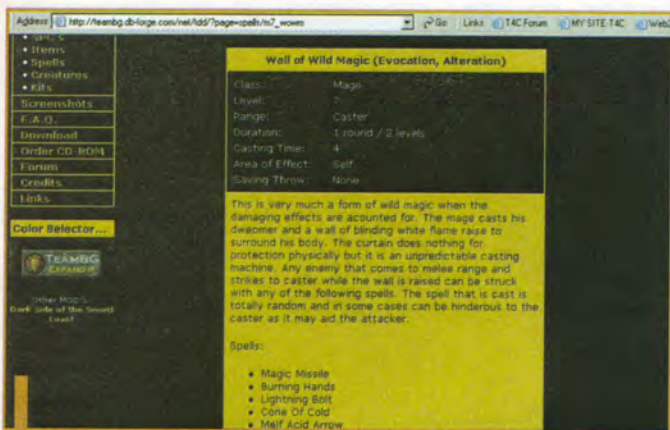 Address http://teambg.db-forge.com/net/tdd/?page=spells/m7_wowm Go Links T4C Forum MY SITE-T4C
• Items
• Spells
• Creatures
• Kits
Screenshots
F.A.Q.
Download
Order CD-ROM
Forum
Credits
Links
Color Selector...
TEAMBG
Other MOD'S
Dark Side of the Sword Coast
Wall of Wild Magic (Evocation, Alteration)
Class: Mage
Level: 7
Range: Caster
Duration: 1 round / 2 levels
Casting Time: 4
Area of Effect: Self
Saving Throw: None
This is very much a form of wild magic when the
damaging effects are acounted for. The mage casts his
dweomer and a wall of blinding white flame raise to
surround his body. The curtain does nothing for
protection physically but it is an unpredictable casting
machine. Any enemy that comes to melee range and
strikes to caster while the wall is raised can be struck
with any of the following spells. The spell that is cast is
totally random and in some cases can be hinderous to the
caster as it may aid the attacker.
Spells:
• Magic Missile
• Burning Hands
• Lightning Bolt
• Cone Of Cold
• Melf Acid Arrow